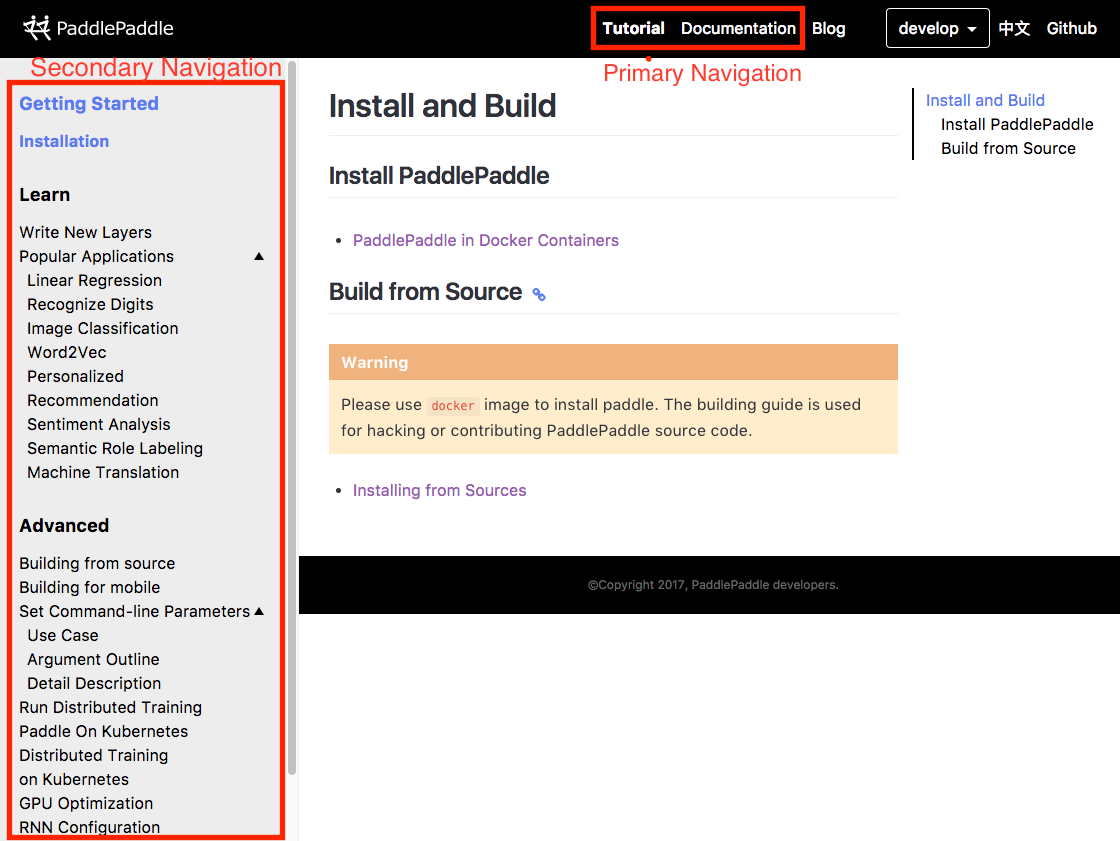 PaddlePaddle
Tutorial Documentation Blog develop 中文 Github
Secondary Navigation
Primary Navigation
Getting Started
Installation
Learn
Write New Layers
Popular Applications
Linear Regression
Recognize Digits
Image Classification
Word2Vec
Personalized
Recommendation
Sentiment Analysis
Semantic Role Labeling
Machine Translation
Advanced
Building from source
Building for mobile
Set Command-line Parameters
Use Case
Argument Outline
Detail Description
Run Distributed Training
Paddle On Kubernetes
Distributed Training
on Kubernetes
GPU Optimization
RNN Configuration
Install and Build
Install PaddlePaddle
PaddlePaddle in Docker Containers
Build from Source
Warning
Please use docker image to install paddle. The building guide is used
for hacking or contributing PaddlePaddle source code.
Installing from Sources
©Copyright 2017, PaddlePaddle developers.
Install and Build
Install PaddlePaddle
Build from Source